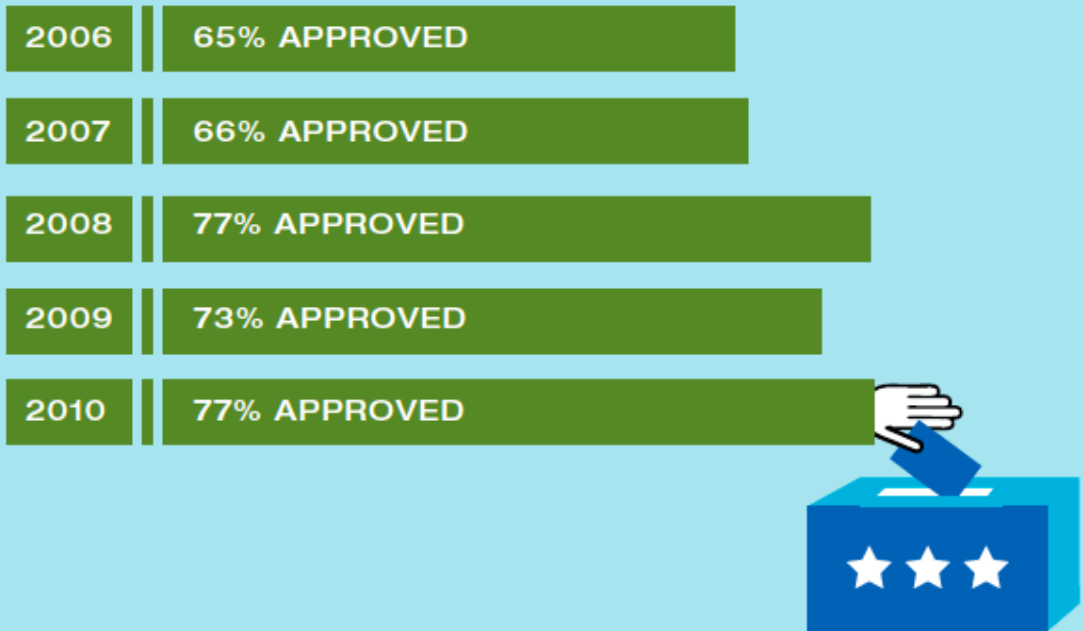 2006 65% APPROVED
2007 66% APPROVED
2008 77% APPROVED
2009 73% APPROVED
2010 77% APPROVED